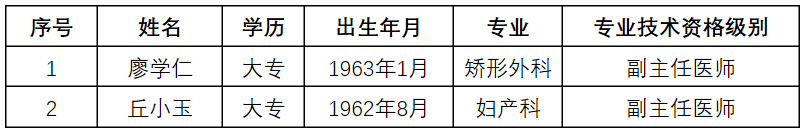 序号 姓名 学历 出生年月 专业 专业技术资格级别
1 廖学仁 大专 1963年1月 矫形外科 副主任医师
2 丘小玉 大专 1962年8月 妇产科 副主任医师